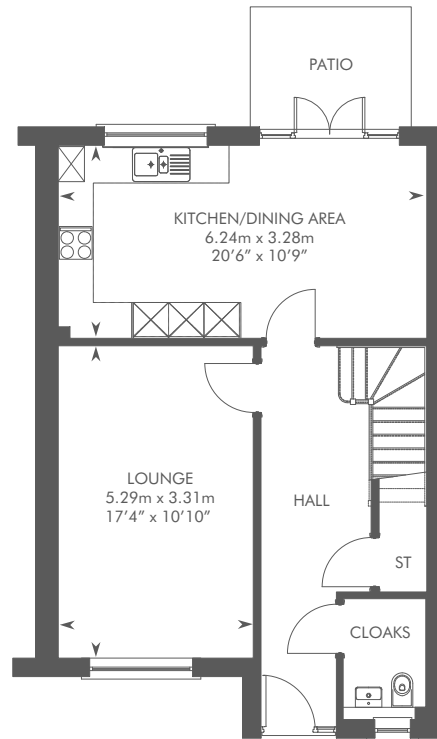 PATIO
KITCHEN/DINING AREA
6.24m x 3.28m
20’6” x 10’9”
LOUNGE
5.29m x 3.31m
17’4” x 10’10”
HALL
ST
CLOAKS